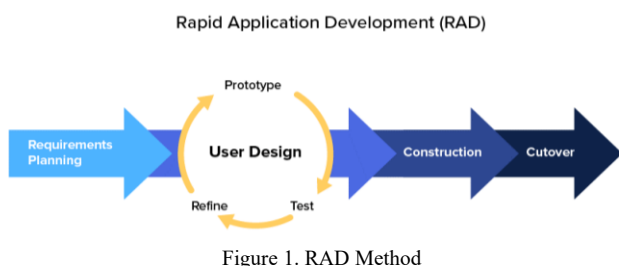 Rapid Application Development (RAD)
Prototype
Requirements
Planning
User Design
Construction
Cutover
Refine
Test
Figure 1. RAD Method